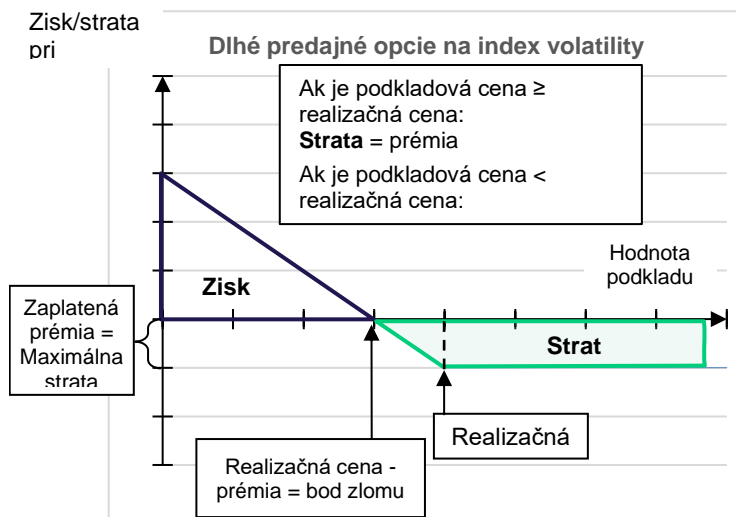 Zisk/strata
pri
Dlhé predajné opcie na index volatility
Ak je podkladová cena ≥
realizačná cena:
Strata = prémia
Ak je podkladová cena <
realizačná cena:
Hodnota
podkladu
Zisk
Zaplatená
prémia =
Maximálna
strata
Strat
Realizačná
Realizačná cena -
prémia = bod zlomu